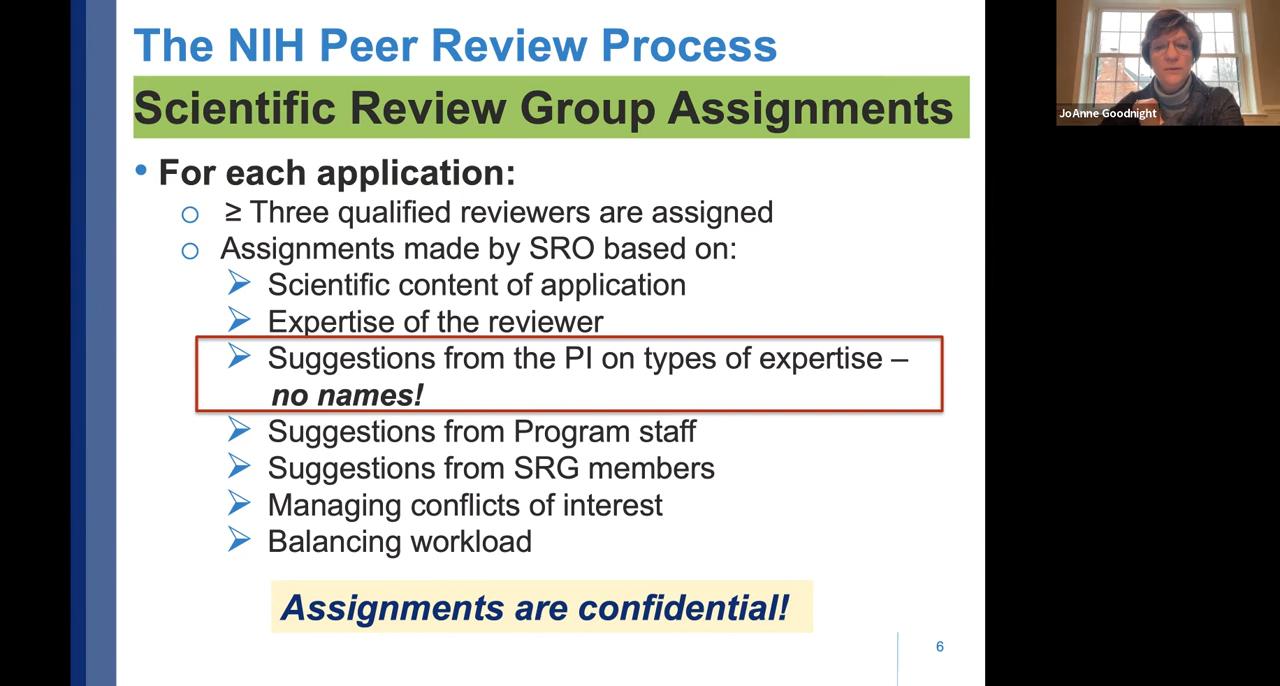 The NIH Peer Review Process
Scientific Review Group Assignments
• For each application:
○ ≥ Three qualified reviewers are assigned
○ Assignments made by SRO based on:
➢ Scientific content of application
➢ Expertise of the reviewer
➢ Suggestions from the PI on types of expertise –
no names!
➢ Suggestions from Program staff
➢ Suggestions from SRG members
➢ Managing conflicts of interest
➢ Balancing workload
Assignments are confidential!
6
JoAnne Goodnight